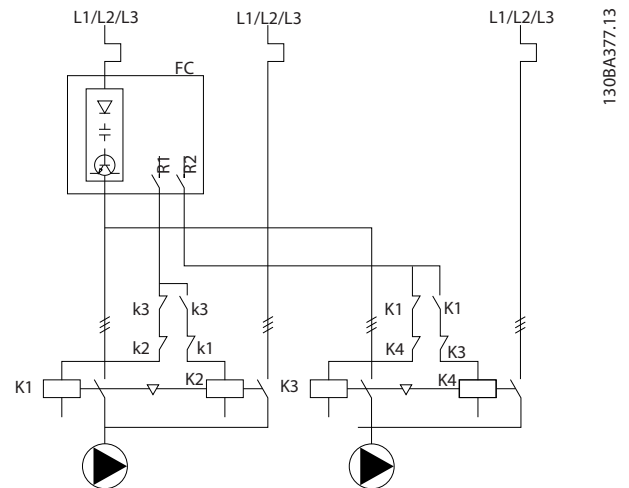 L1/L2/L3 L1/L2/L3 L1/L2/L3
FC
R1 R2
k3 k3 K1 K1
k2 k1 K4 K3
K1 K2 K3 K4
130BA377.13